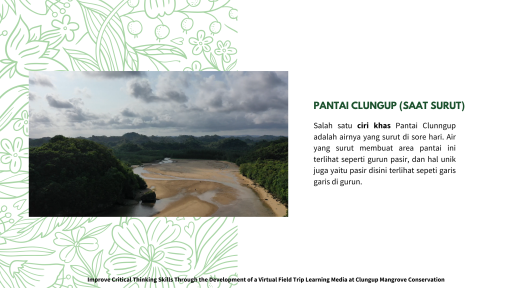 PANTAI CLUNGUP (SAAT SURUT)
Salah satu ciri khas Pantai Clunngup
adalah airnya yang surut di sore hari. Air
yang surut membuat area pantai ini
terlihat seperti gurun pasir, dan hal unik
juga yaitu pasir disini terlihat sepeti garis
garis di gurun.
Improve Critical Thinking Skills Through the Development of a Virtual Field Trip Learning Media at Clungup Mangrove Conservation